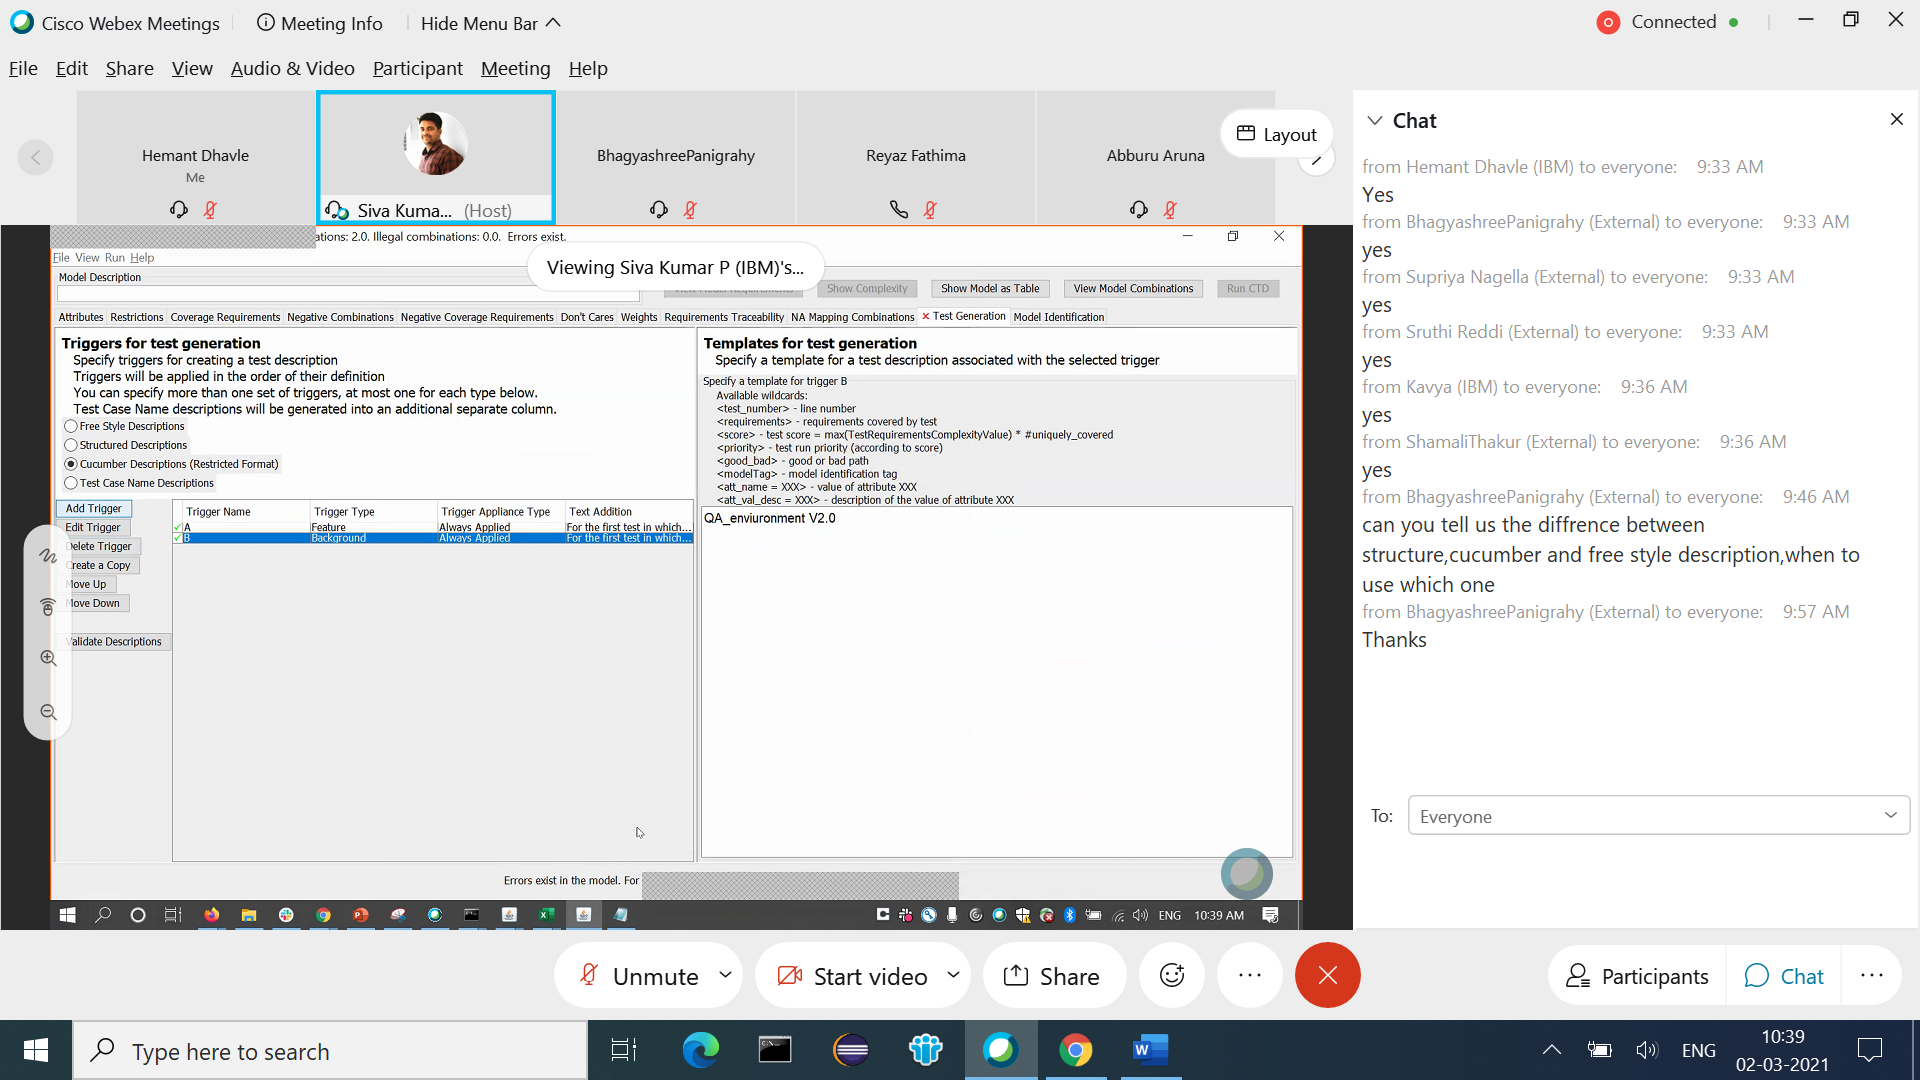 Cisco Webex Meetings
Meeting Info
Hide Menu Bar
Connected
File Edit Share View Audio & Video Participant Meeting Help
Hemant Dhavle
Me
Siva Kuma... (Host)
BhagyashreePanigrahy
Reyaz Fathima
Abburu Aruna
Layout
ations: 2.0. Illegal combinations: 0.0. Errors exist.
Viewing Siva Kumar P (IBM)'s...
File View Run Help
Model Description
View Model Requirements
Show Complexity
Show Model as Table
View Model Combinations
Run CTD
Attributes Restrictions Coverage Requirements Negative Combinations Negative Coverage Requirements Don't Cares Weights Requirements Traceability NA Mapping Combinations Test Generation Model Identification
Triggers for test generation
Specify triggers for creating a test description
Triggers will be applied in the order of their definition
You can specify more than one set of triggers, at most one for each type below.
Test Case Name descriptions will be generated into an additional separate column.
Free Style Descriptions
Structured Descriptions
Cucumber Descriptions (Restricted Format)
Test Case Name Descriptions
Add Trigger
Edit Trigger
Delete Trigger
Create a Copy
Move Up
Move Down
Validate Descriptions
Trigger Name Trigger Type Trigger Appliance Type Text Addition
A Feature Always Applied For the first test in which...
B Background Always Applied For the first test in which...
Templates for test generation
Specify a template for a test description associated with the selected trigger
Specify a template for trigger B
Available wildcards:
<test_number> - line number
<requirements> - requirements covered by test
<score> - test score = max(TestRequirementsComplexityValue) * #uniquely_covered
<priority> - test run priority (according to score)
<good_bad> - good or bad path
<modelTag> - model identification tag
<att_name = XXX> - value of attribute XXX
<att_val_desc = XXX> - description of the value of attribute XXX
QA_enviuronment V2.0
Errors exist in the model. For
ENG 10:39 AM
Chat
from Hemant Dhavle (IBM) to everyone: 9:33 AM
Yes
from BhagyashreePanigrahy (External) to everyone: 9:33 AM
yes
from Supriya Nagella (External) to everyone: 9:33 AM
yes
from Sruthi Reddi (External) to everyone: 9:33 AM
yes
from Kavya (IBM) to everyone: 9:36 AM
yes
from ShamaliThakur (External) to everyone: 9:36 AM
yes
from BhagyashreePanigrahy (External) to everyone: 9:46 AM
can you tell us the diffrence between
structure,cucumber and free style description,when to
use which one
from BhagyashreePanigrahy (External) to everyone: 9:57 AM
Thanks
To: Everyone
Unmute
Start video
Share
Participants
Chat
Type here to search
ENG
10:39
02-03-2021